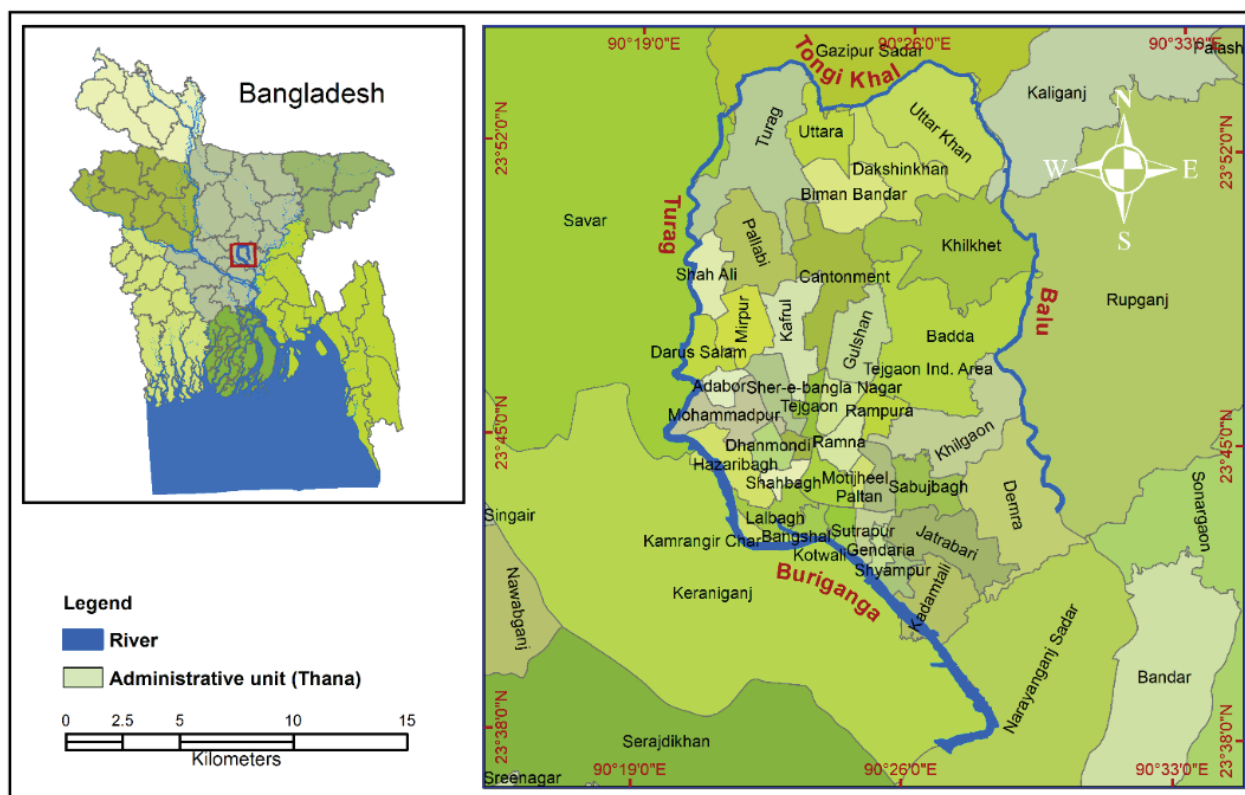 Bangladesh
Legend
River
Administrative unit (Thana)
0 2.5 5 10 15
Kilometers
90°19'0"E
90°26'0"E
90°33'0"E
Gazipur Sadar
Palash
Tongi Khal
Kaliganj
N
W E
S
23°52'0"N
23°52'0"N
Turag
Uttara
Uttar Khan
Dakshinkhan
Biman Bandar
Savar
Turag
Pallabi
Khilkhet
Shah Ali
Cantonment
Balu
Rupganj
Mirpur
Kafrul
Gulshan
Badda
Darus Salam
Tejgaon Ind. Area
Adabor
Sher-e-bangla Nagar
Mohammadpur
Tejgaon
Rampura
23°45'0"N
23°45'0"N
Dhanmondi
Ramna
Khilgaon
Hazaribagh
Shahbagh
Motijheel
Paltan
Sabujbagh
Demra
Sonargaon
Singair
Lalbagh
Kamrangir Char
Bangshal
Sutrapur
Jatrabari
Kotwali
Gendaria
Shyampur
Nawabganj
Keraniganj
Buriganga
Kadamtali
Narayanganj Sadar
Bandar
23°38'0"N
23°38'0"N
Serajdikhan
Sreenagar
90°19'0"E
90°26'0"E
90°33'0"E